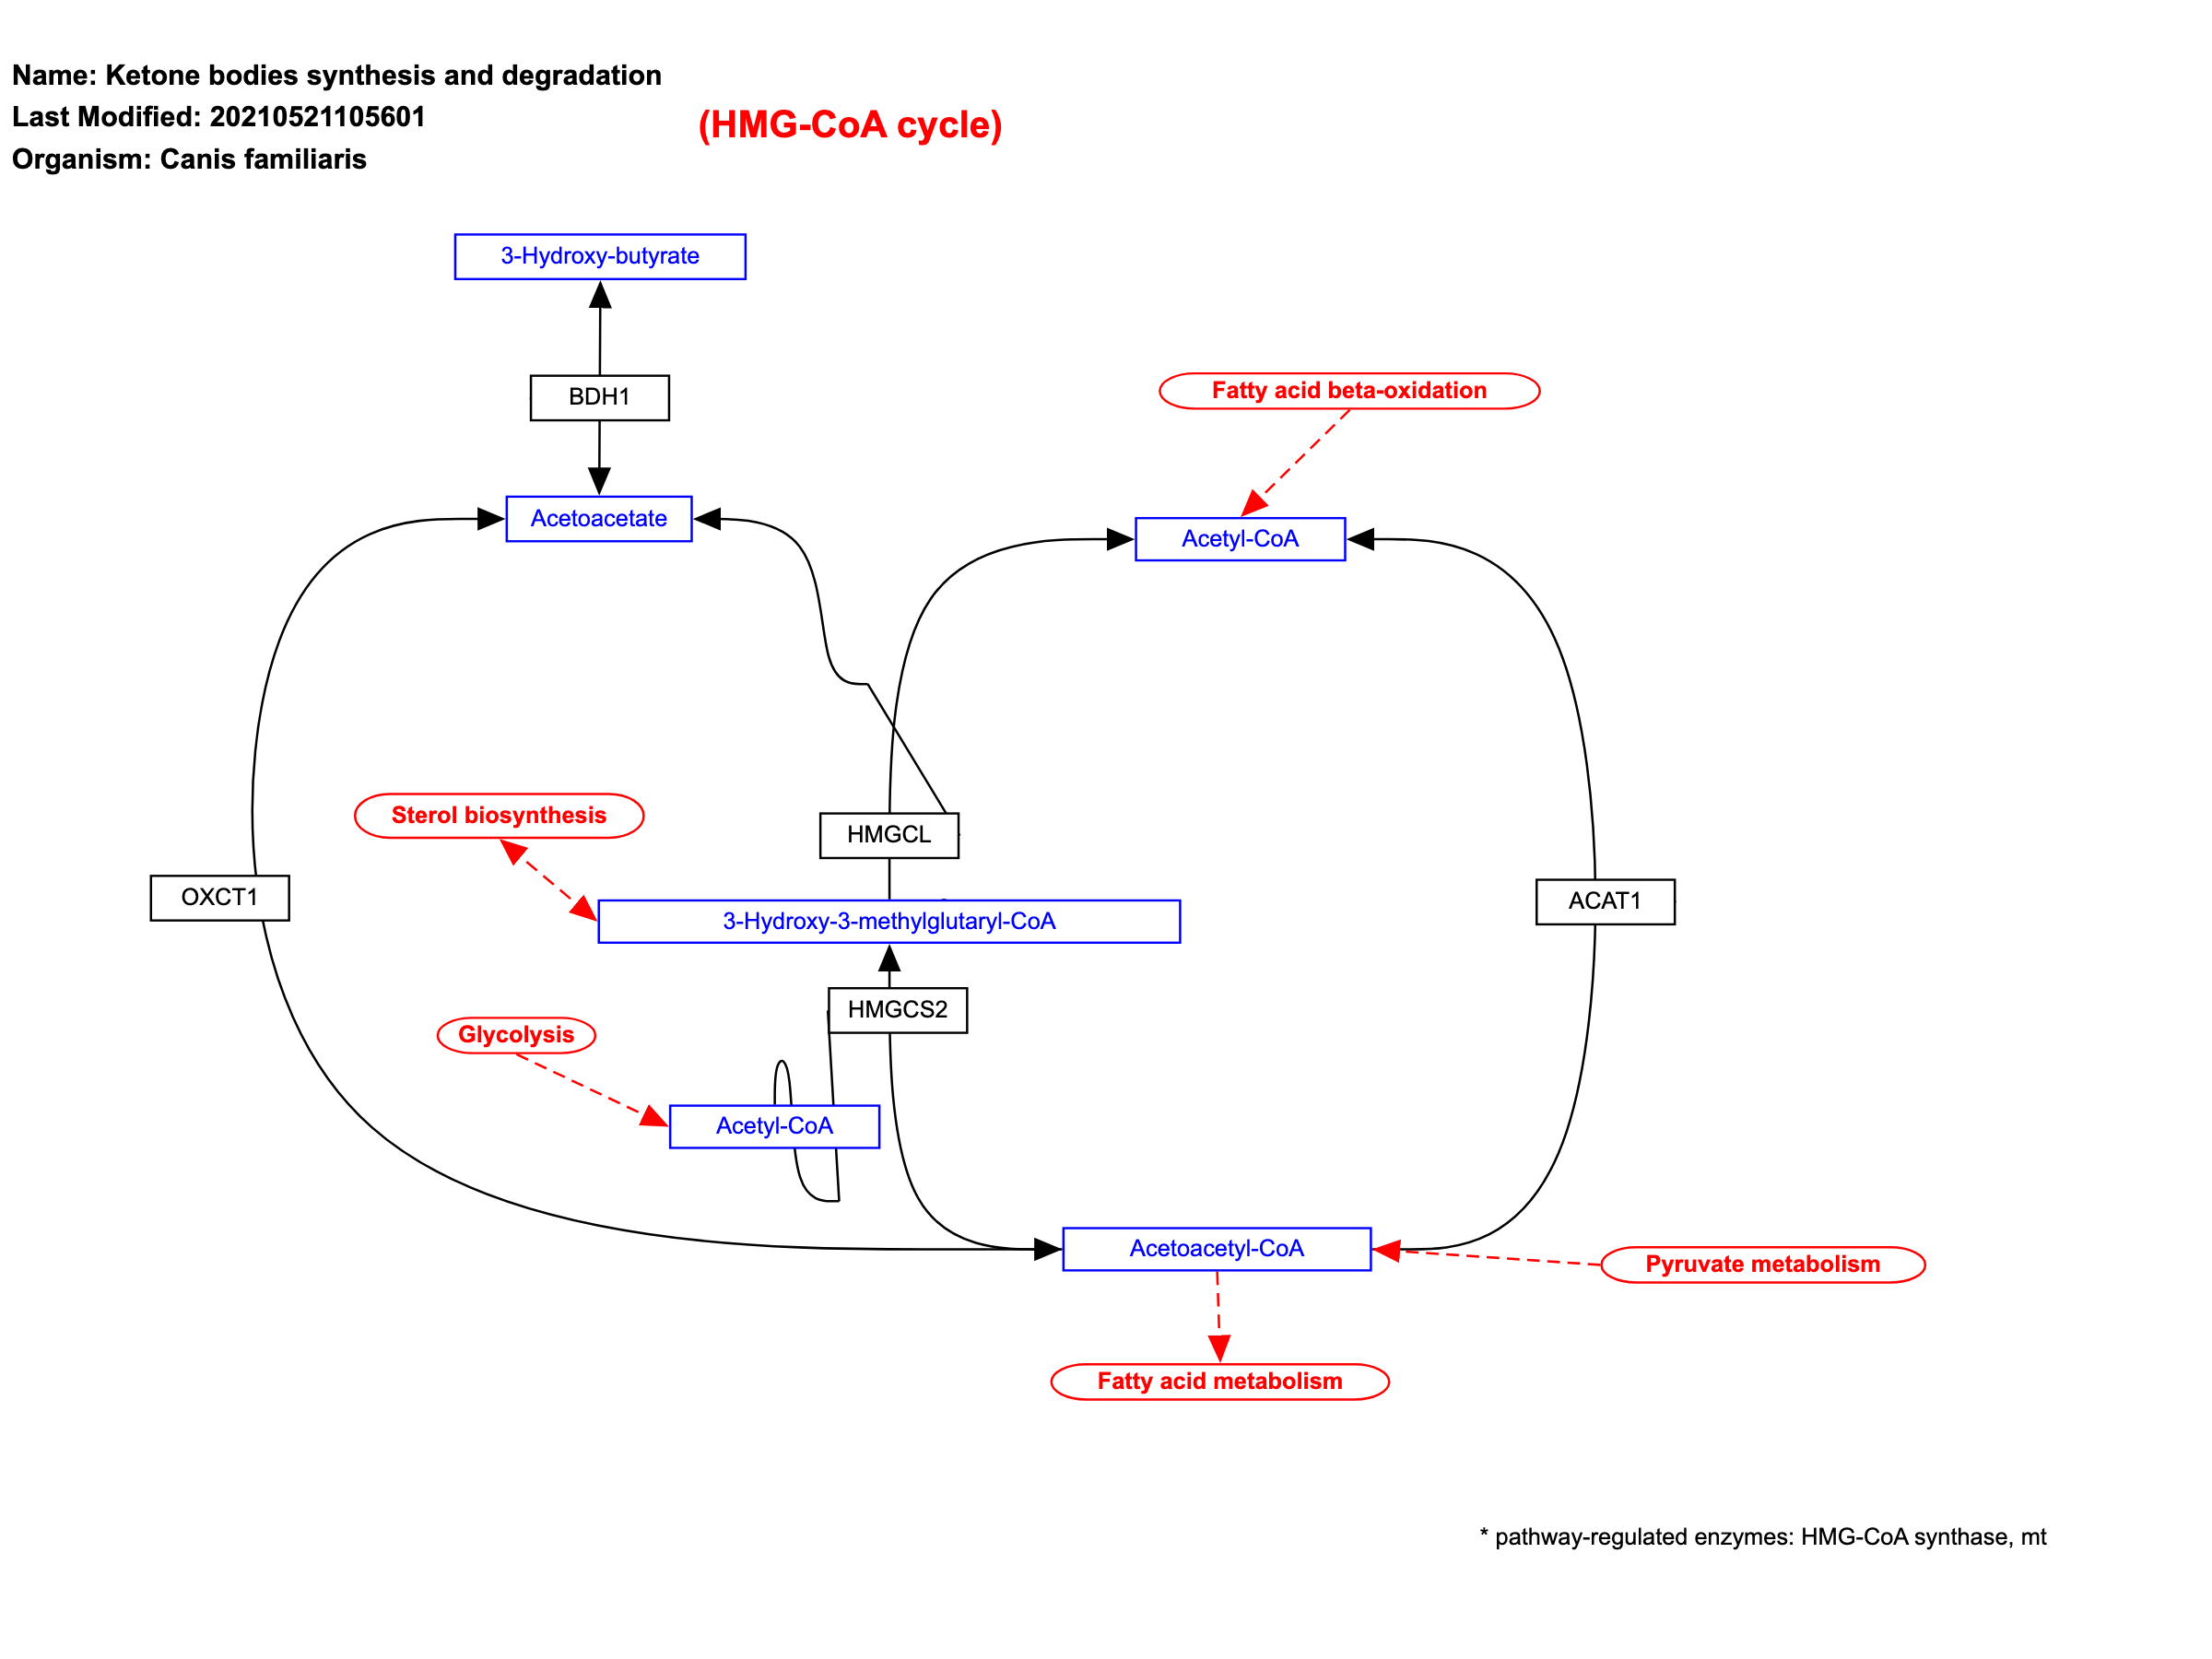 Name: Ketone bodies synthesis and degradation
Last Modified: 20210521105601
(HMG-CoA cycle)
Organism: Canis familiaris
3-Hydroxy-butyrate
BDH1
Fatty acid beta-oxidation
Acetoacetate
Acetyl-CoA
Sterol biosynthesis
HMGCL
OXCT1
ACAT1
3-Hydroxy-3-methylglutaryl-CoA
HMGCS2
Glycolysis
Acetyl-CoA
Acetoacetyl-CoA
Pyruvate metabolism
Fatty acid metabolism
* pathway-regulated enzymes: HMG-CoA synthase, mt